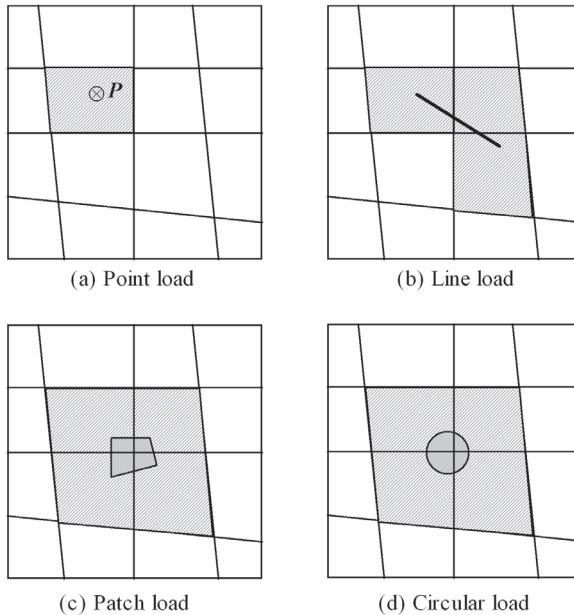 P
(a) Point load
(b) Line load
(c) Patch load
(d) Circular load